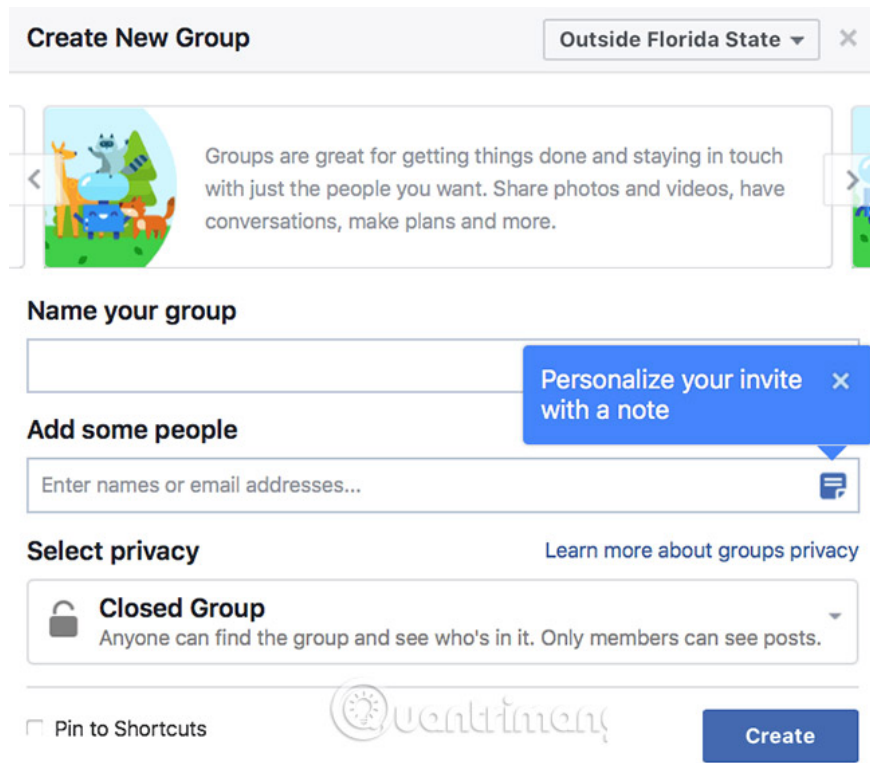 Create New Group
Outside Florida State
Groups are great for getting things done and staying in touch
with just the people you want. Share photos and videos, have
conversations, make plans and more.
Name your group
Personalize your invite
with a note
Add some people
Enter names or email addresses...
Select privacy
Learn more about groups privacy
Closed Group
Anyone can find the group and see who's in it. Only members can see posts.
Pin to Shortcuts
Quantrimang
Create